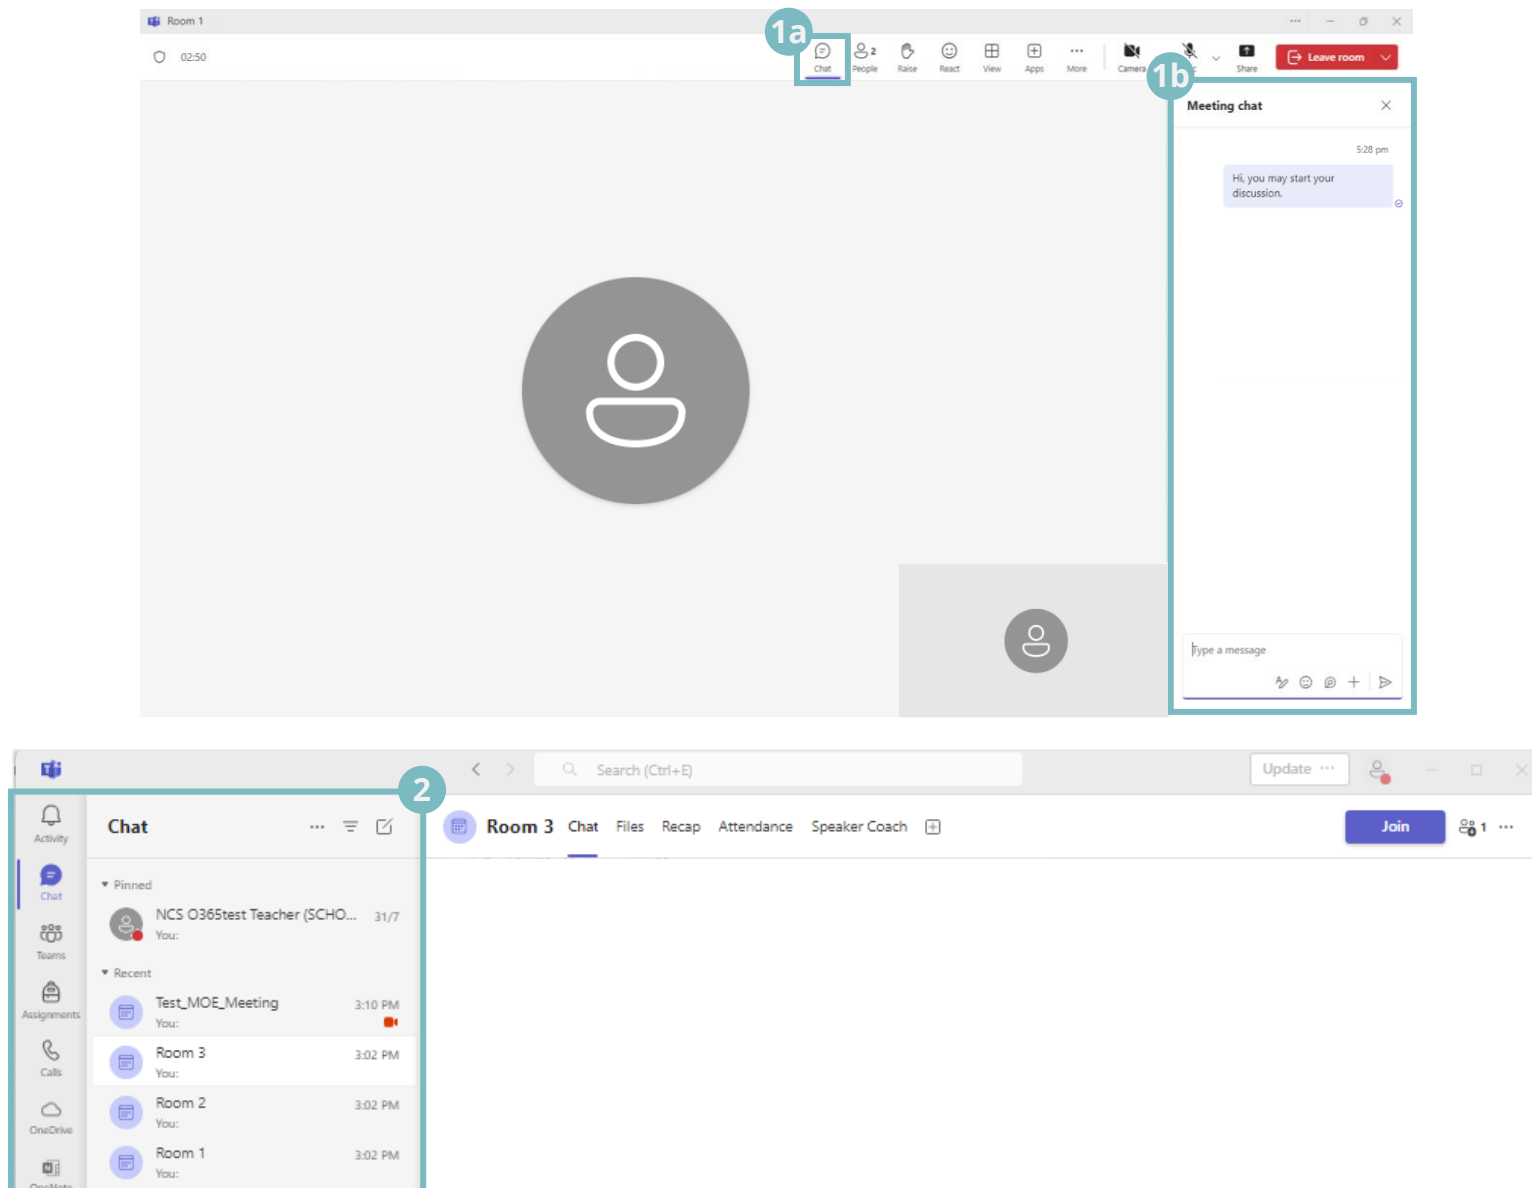 Room 1
02:50
1a
Chat
2
People
Raise
React
View
Apps
More
Camera
Share
Leave room
1b
Meeting chat
5:28 pm
Hi, you may start your
discussion.
Type a message
Search (Ctrl+E)
Update
2
Activity
Chat
Teams
Assignments
Calls
OneDrive
OneNote
Chat
Pinned
NCS O365test Teacher (SCHO... 31/7
You:
Recent
Test_MOE_Meeting 3:10 PM
You:
Room 3 3:02 PM
You:
Room 2 3:02 PM
You:
Room 1 3:02 PM
You:
Room 3 Chat Files Recap Attendance Speaker Coach
Join
1